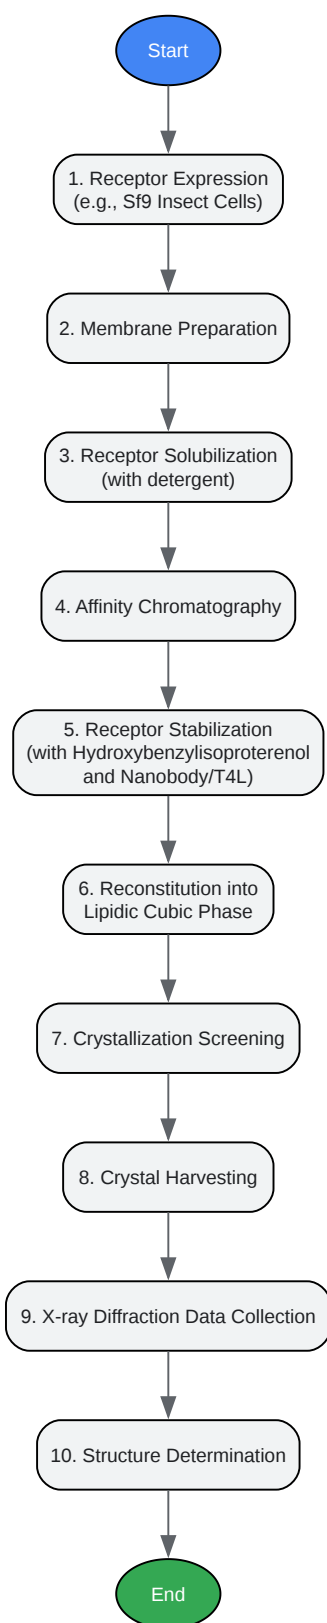 Start
1. Receptor Expression
(e.g., Sf9 Insect Cells)
2. Membrane Preparation
3. Receptor Solubilization
(with detergent)
4. Affinity Chromatography
5. Receptor Stabilization
(with Hydroxybenzylisoproterenol
and Nanobody/T4L)
6. Reconstitution into
Lipidic Cubic Phase
7. Crystallization Screening
8. Crystal Harvesting
9. X-ray Diffraction Data Collection
10. Structure Determination
End